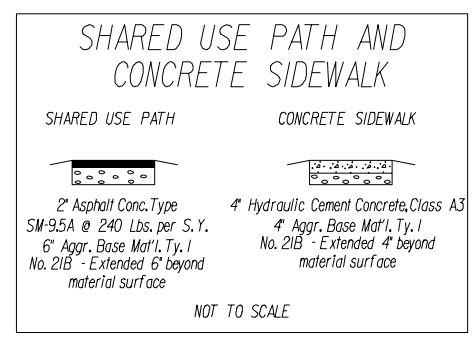 SHARED USE PATH AND
CONCRETE SIDEWALK
SHARED USE PATH
2" Asphalt Conc. Type
SM-9.5A @ 240 Lbs. per S.Y.
6" Aggr. Base Mat'l. Ty. I
No. 21B - Extended 6" beyond
material surface
CONCRETE SIDEWALK
4" Hydraulic Cement Concrete, Class A3
4" Aggr. Base Mat'l. Ty. I
No. 21B - Extended 4" beyond
material surface
NOT TO SCALE